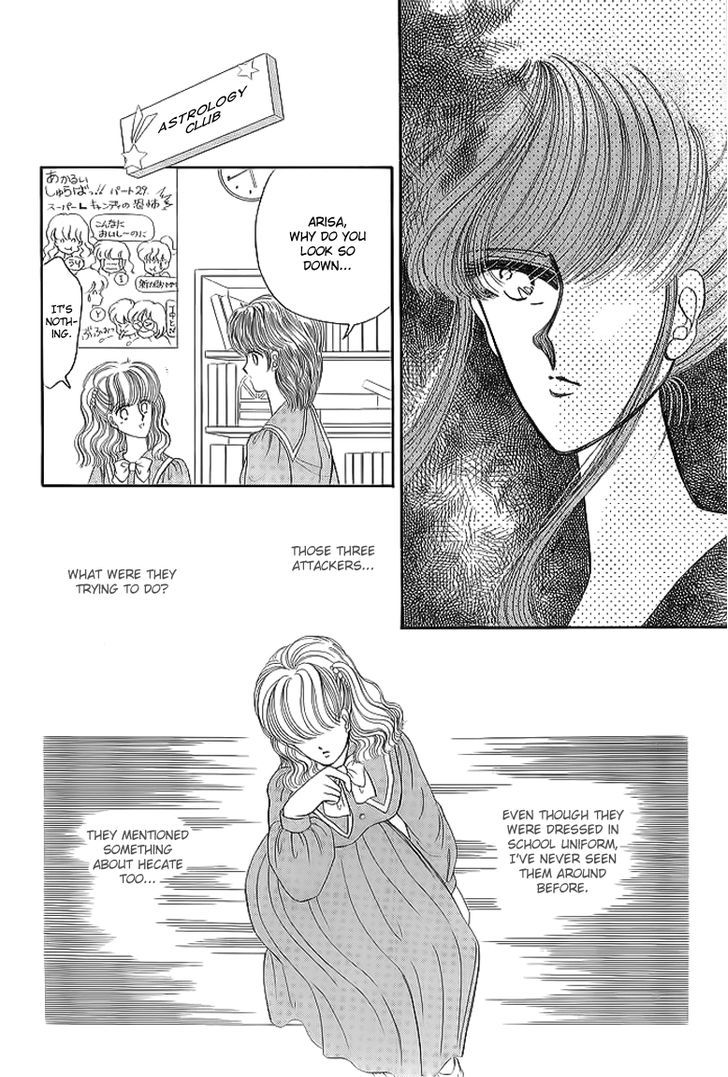 ASTROLOGY
CLUB
ARISA,
WHY DO YOU
LOOK SO
DOWN...
あかるい
しゅらばっ!! パート29.
スーパーL キャンディの恐怖
こんなに
おいしーのに
IT'S
NOTH-
ING.
THOSE THREE
ATTACKERS...
WHAT WERE THEY
TRYING TO DO?
EVEN THOUGH THEY
WERE DRESSED IN
SCHOOL UNIFORM,
I'VE NEVER SEEN
THEM AROUND
BEFORE.
THEY MENTIONED
SOMETHING
ABOUT HECATE
TOO...